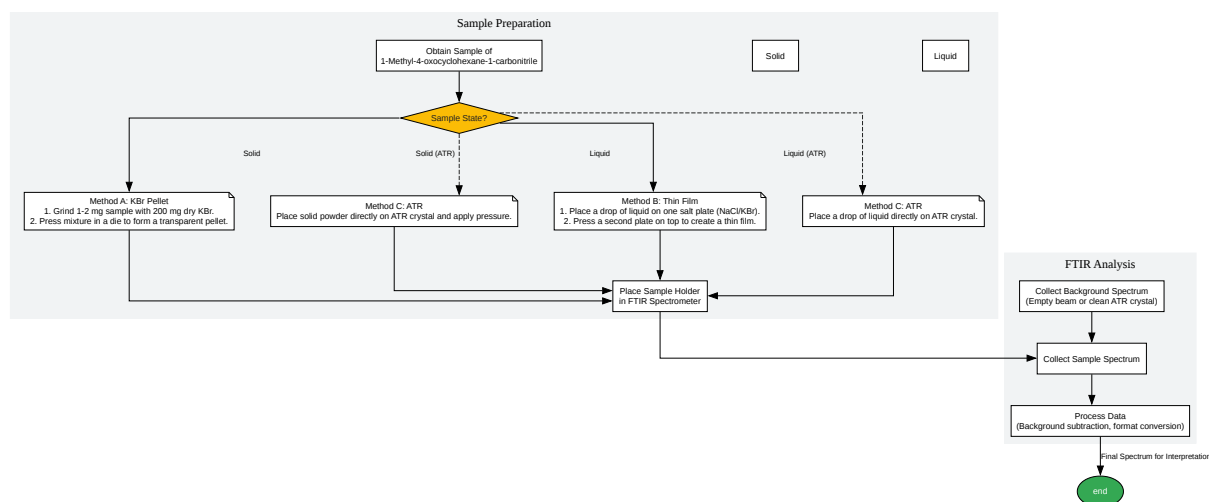 Sample Preparation
Obtain Sample of
1-Methyl-4-oxocyclohexane-1-carbonitrile
Solid
Liquid
Sample State?
Solid
Solid (ATR)
Liquid
Liquid (ATR)
Method A: KBr Pellet
1. Grind 1-2 mg sample with 200 mg dry KBr.
2. Press mixture in a die to form a transparent pellet.
Method C: ATR
Place solid powder directly on ATR crystal and apply pressure.
Method B: Thin Film
1. Place a drop of liquid on one salt plate (NaCl/KBr).
2. Press a second plate on top to create a thin film.
Method C: ATR
Place a drop of liquid directly on ATR crystal.
Place Sample Holder
in FTIR Spectrometer
FTIR Analysis
Collect Background Spectrum
(Empty beam or clean ATR crystal)
Collect Sample Spectrum
Process Data
(Background subtraction, format conversion)
Final Spectrum for Interpretation
end